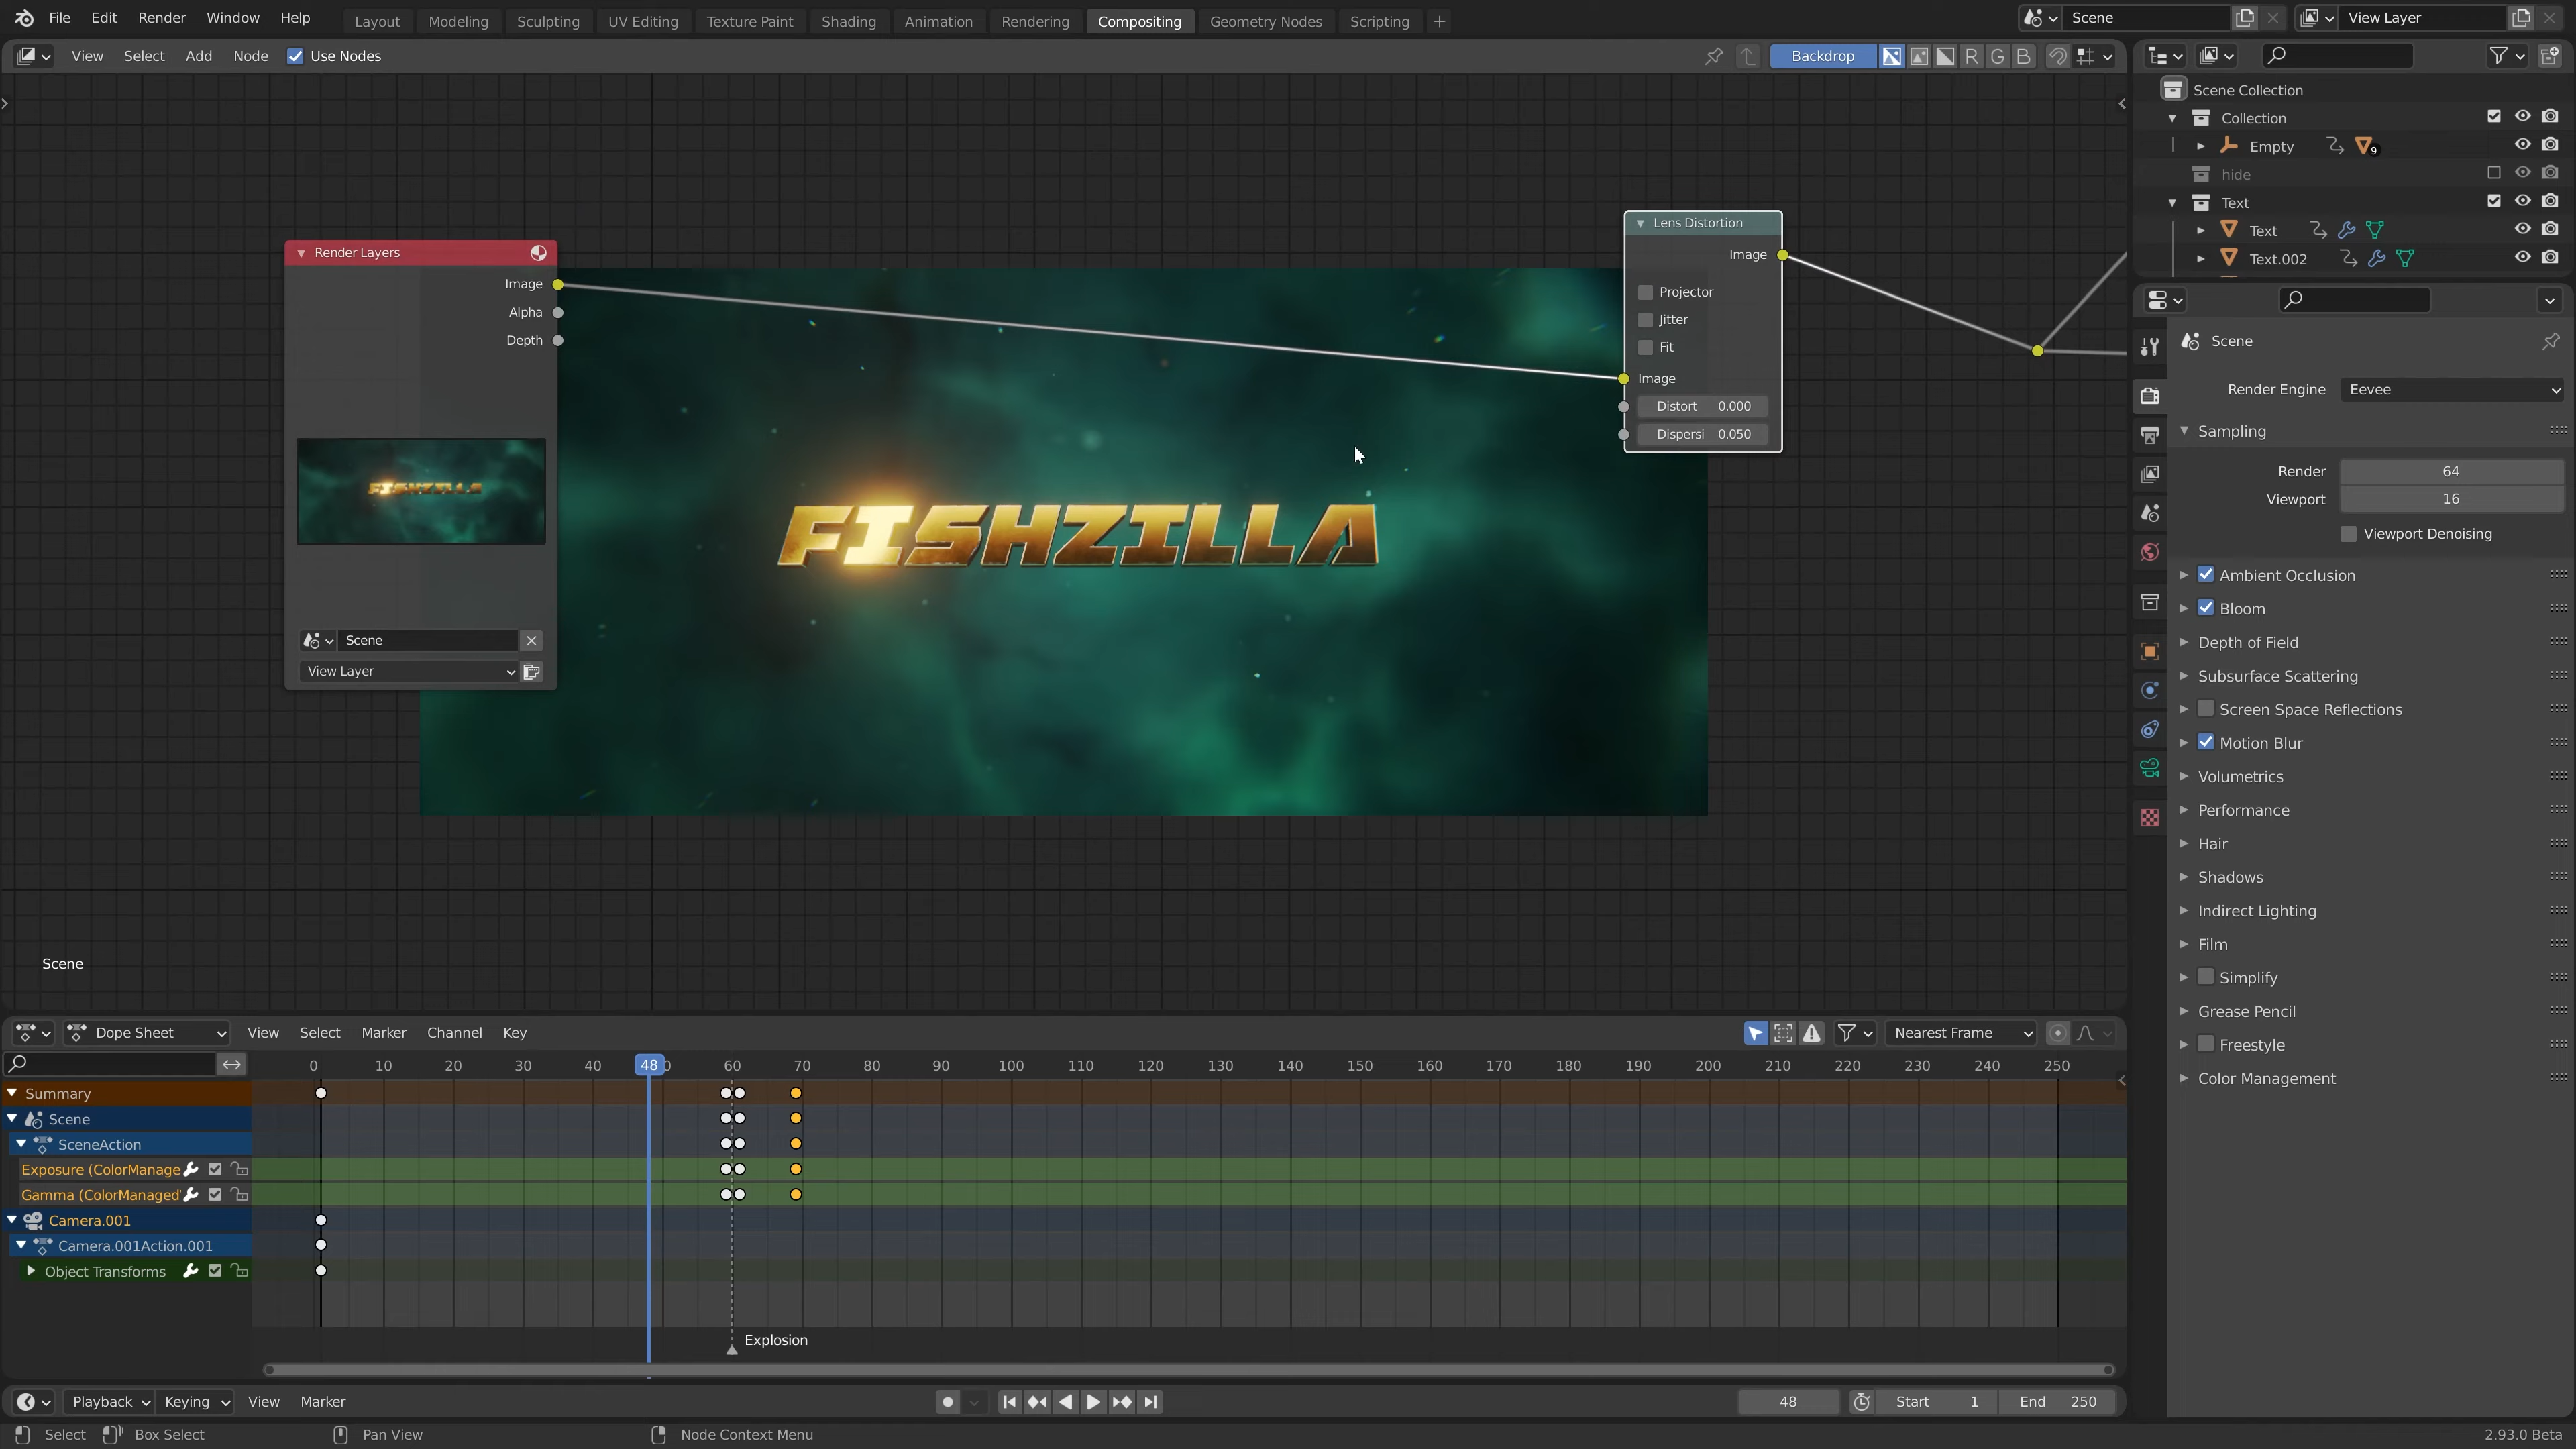 File Edit Render Window Help Layout Modeling Sculpting UV Editing Texture Paint Shading Animation Rendering Compositing Geometry Nodes Scripting + Scene View Layer
View Select Add Node Use Nodes Backdrop R G B
Scene Collection
Collection
Empty 9
hide
Text
Text
Text.002
Render Layers
Image
Alpha
Depth
Scene
View Layer
FISHZILLA
FISHZILLA
Lens Distortion
Image
Projector
Jitter
Fit
Image
Distort 0.000
Dispersi 0.050
Scene
Scene
Render Engine Eevee
Sampling
Render 64
Viewport 16
Viewport Denoising
Ambient Occlusion
Bloom
Depth of Field
Subsurface Scattering
Screen Space Reflections
Motion Blur
Volumetrics
Performance
Hair
Shadows
Indirect Lighting
Film
Simplify
Grease Pencil
Freestyle
Color Management
Dope Sheet View Select Marker Channel Key Nearest Frame
0 10 20 30 40 48 0 60 70 80 90 100 110 120 130 140 150 160 170 180 190 200 210 220 230 240 250
Summary
Scene
SceneAction
Exposure (ColorManage
Gamma (ColorManaged
Camera.001
Camera.001Action.001
Object Transforms
Explosion
Playback Keying View Marker 48 Start 1 End 250
Select Box Select Pan View Node Context Menu 2.93.0 Beta